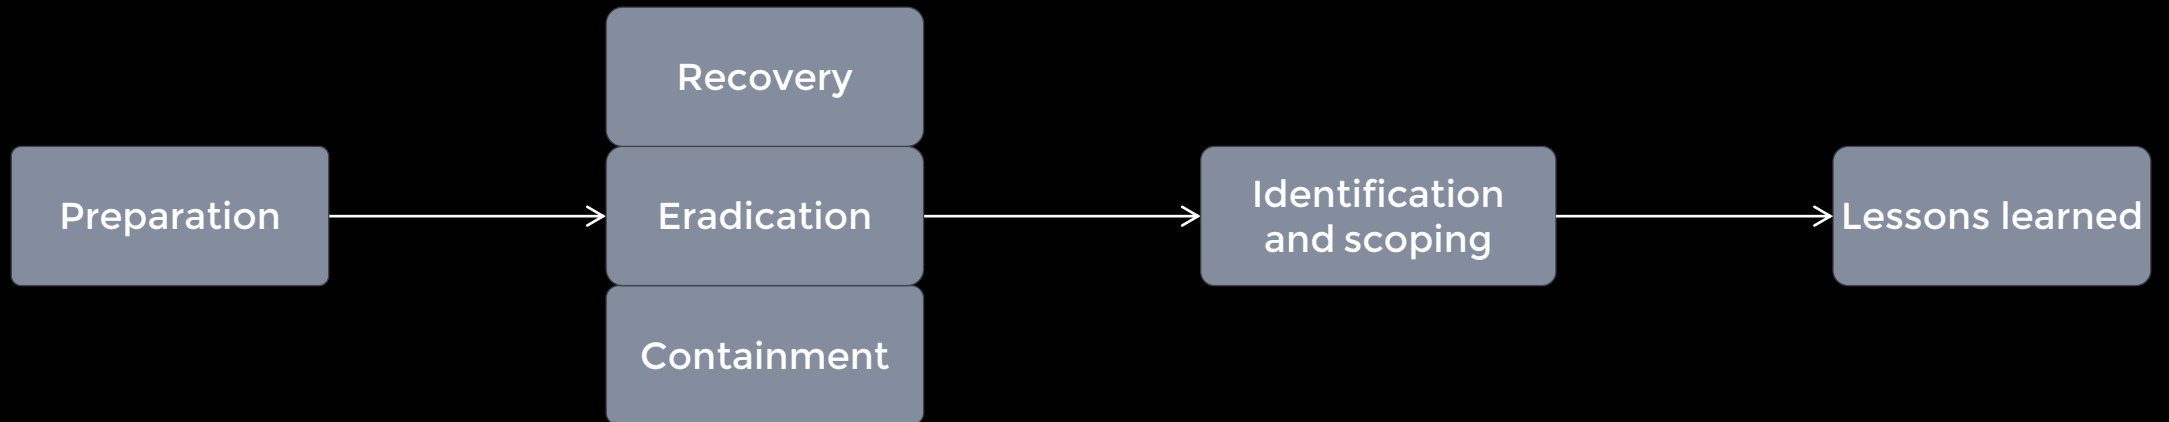 Preparation
Recovery
Eradication
Containment
Identification
and scoping
Lessons learned